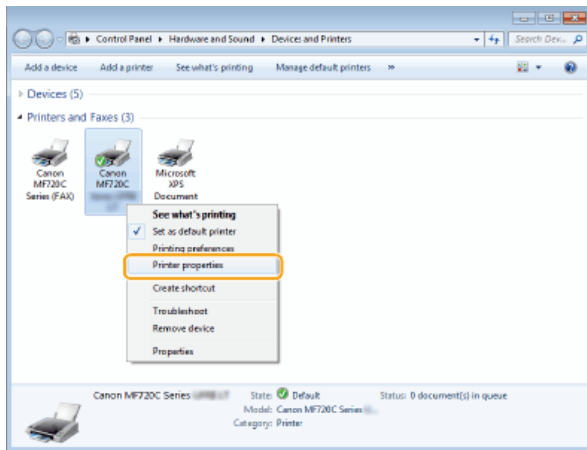 Control Panel ▸ Hardware and Sound ▸ Devices and Printers
Search Dev...
Add a device Add a printer See what's printing Manage default printers »
Devices (5)
Printers and Faxes (3)
Canon MF720C Series (FAX)
Canon MF720C
Microsoft XPS Document
See what's printing
Set as default printer
Printing preferences
Printer properties
Create shortcut
Troubleshoot
Remove device
Properties
Canon MF720C Series State: Default Status: 0 document(s) in queue
Model: Canon MF720C Series
Category: Printer